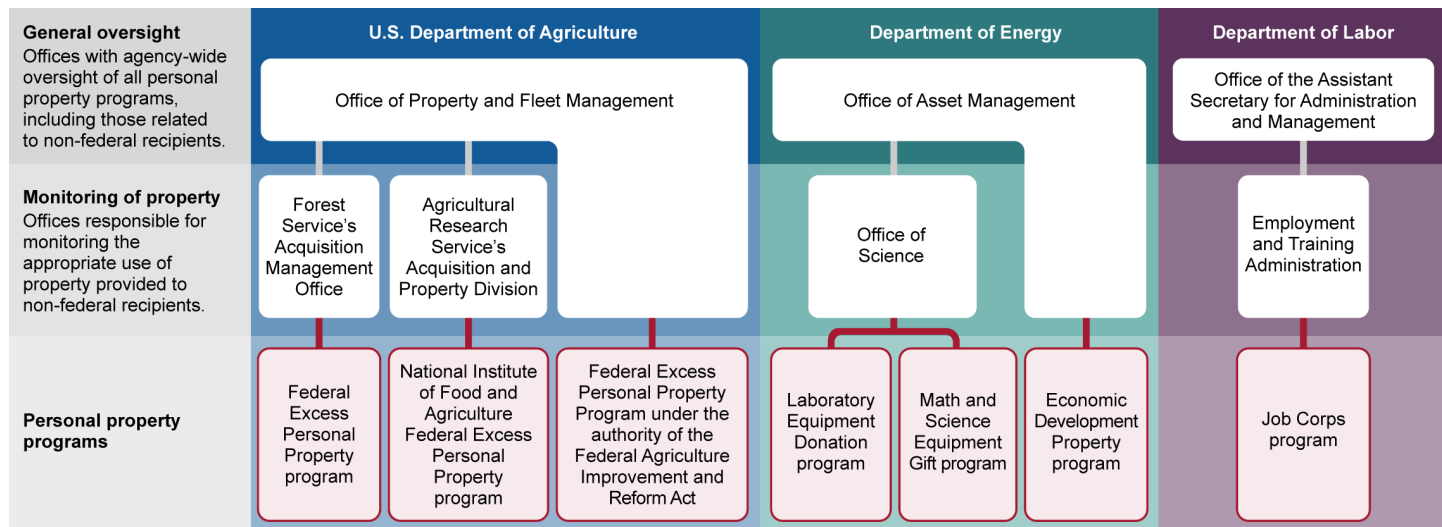 General oversight
Offices with agency-wide
oversight of all personal
property programs,
including those related
to non-federal recipients.
U.S. Department of Agriculture
Department of Energy
Department of Labor
Office of Property and Fleet Management
Office of Asset Management
Office of the Assistant
Secretary for Administration
and Management
Monitoring of property
Offices responsible for
monitoring the
appropriate use of
property provided to
non-federal recipients.
Forest
Service’s
Acquisition
Management
Office
Agricultural
Research
Service’s
Acquisition and
Property Division
Office of
Science
Employment
and Training
Administration
Personal property
programs
Federal
Excess
Personal
Property
program
National Institute
of Food and
Agriculture
Federal Excess
Personal
Property
program
Federal Excess
Personal Property
Program under the
authority of the
Federal Agriculture
Improvement and
Reform Act
Laboratory
Equipment
Donation
program
Math and
Science
Equipment
Gift program
Economic
Development
Property
program
Job Corps
program